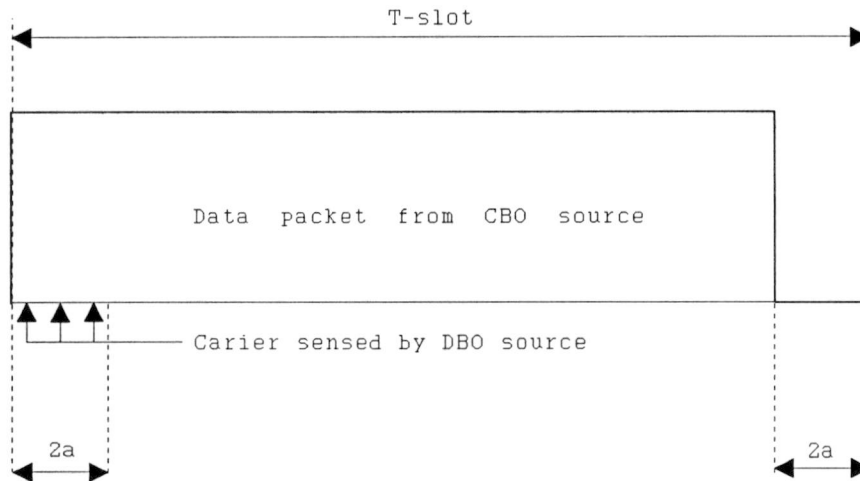 T-slot
Data packet from CBO source
Carier sensed by DBO source
2a
2a